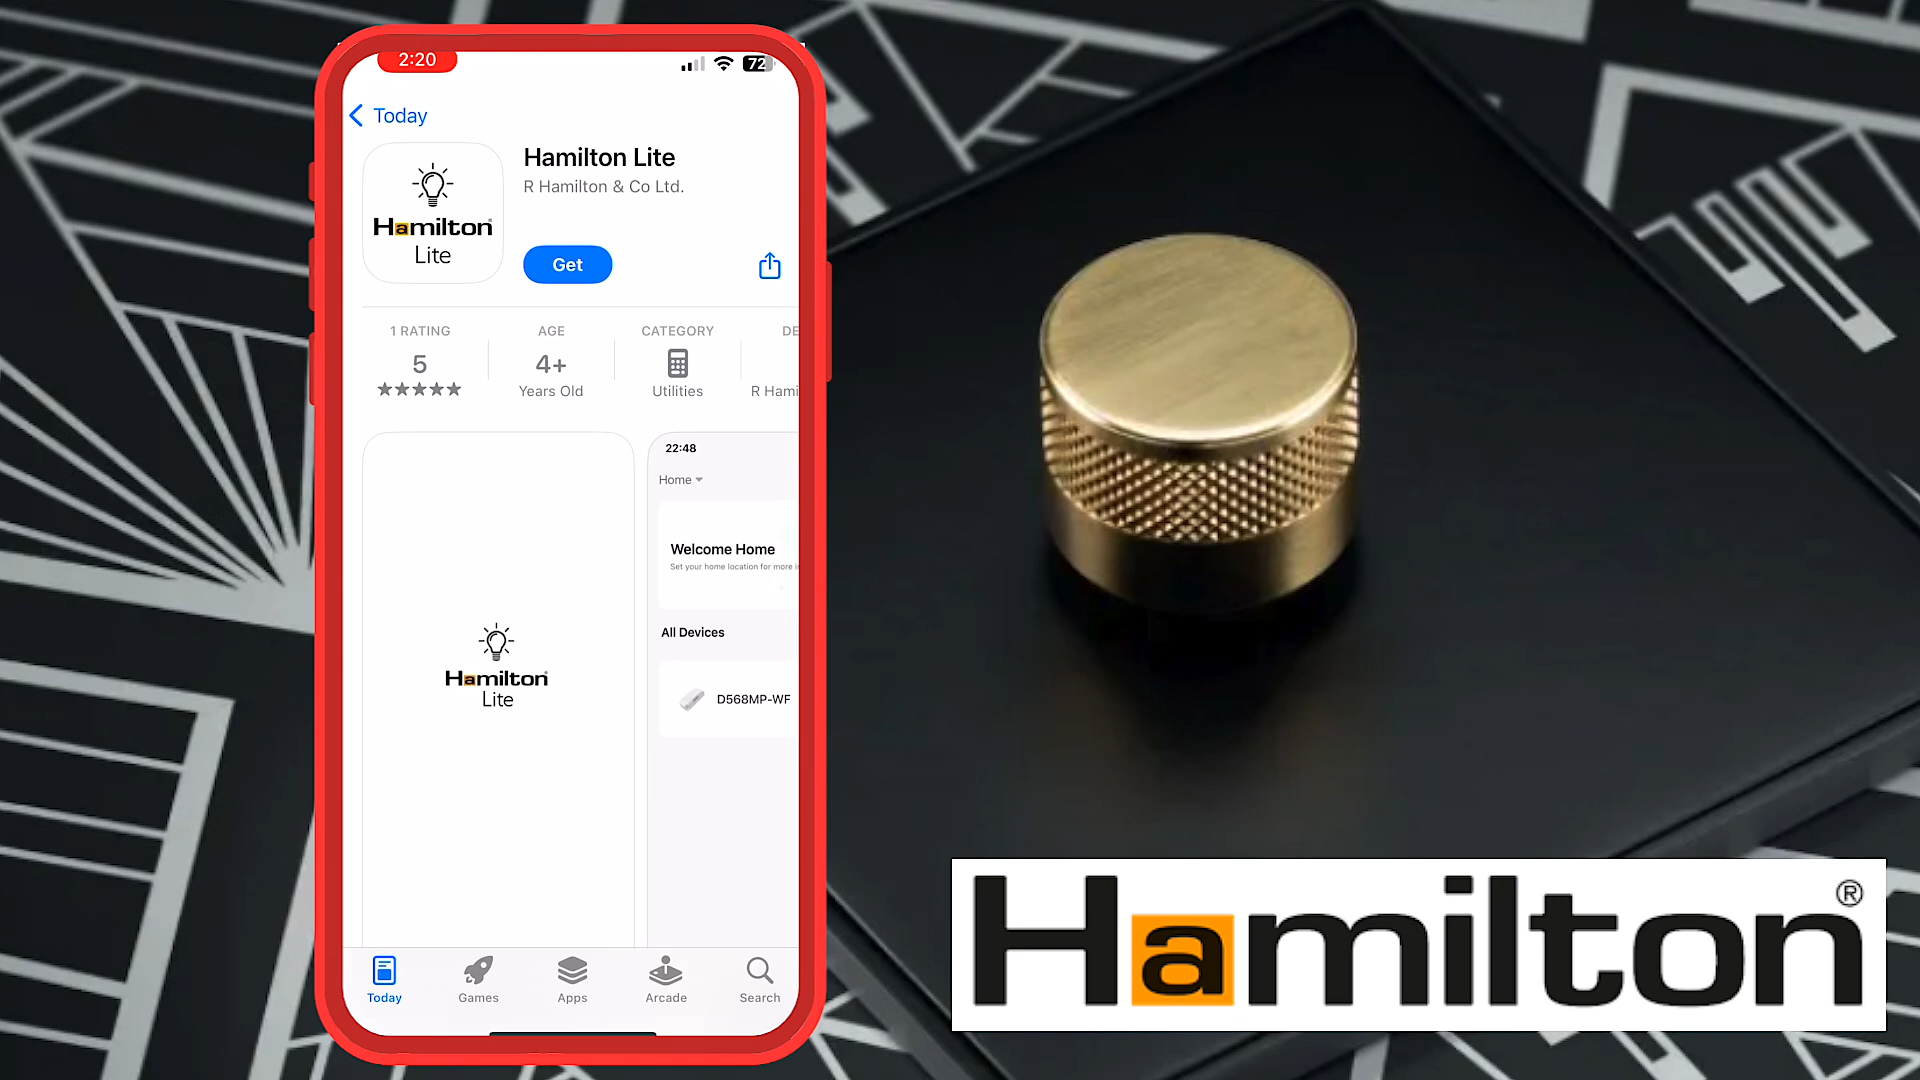 2:20
72
Today
Hamilton
Lite
Hamilton Lite
R Hamilton & Co Ltd.
Get
1 RATING
5
AGE
4+
Years Old
CATEGORY
Utilities
DE
R Hami
Hamilton
Lite
22:48
Home
Welcome Home
Set your home location for more i
All Devices
D568MP-WF
Today
Games
Apps
Arcade
Search
Hamilton®